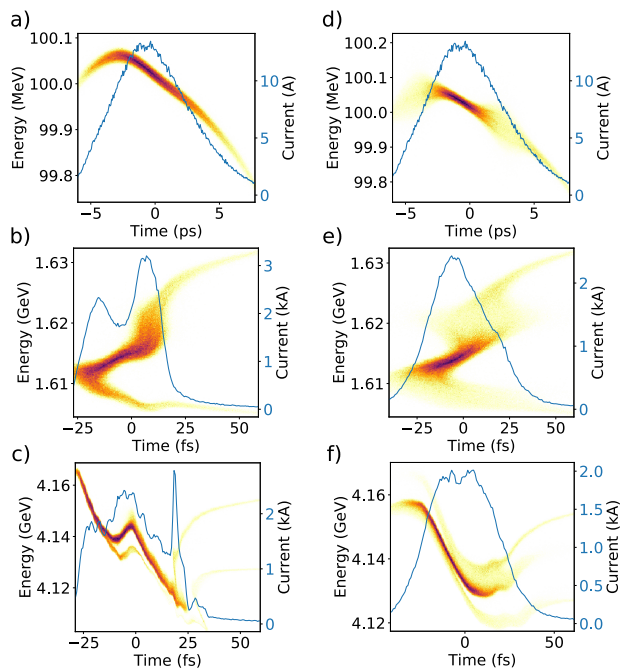 a)
100.1
100.0
99.9
99.8
Energy (MeV)
10
5
0
Current (A)
−5
0
5
Time (ps)
d)
100.2
100.1
100.0
99.9
99.8
Energy (MeV)
10
5
0
Current (A)
−5
0
5
Time (ps)
b)
1.63
1.62
1.61
Energy (GeV)
3
2
1
0
Current (kA)
−25
0
25
50
Time (fs)
e)
1.63
1.62
1.61
Energy (GeV)
2
1
0
Current (kA)
−25
0
25
50
Time (fs)
c)
4.16
4.14
4.12
Energy (GeV)
2
1
0
Current (kA)
−25
0
25
50
Time (fs)
f)
4.16
4.15
4.14
4.13
4.12
Energy (GeV)
2.0
1.5
1.0
0.5
0.0
Current (kA)
0
50
Time (fs)